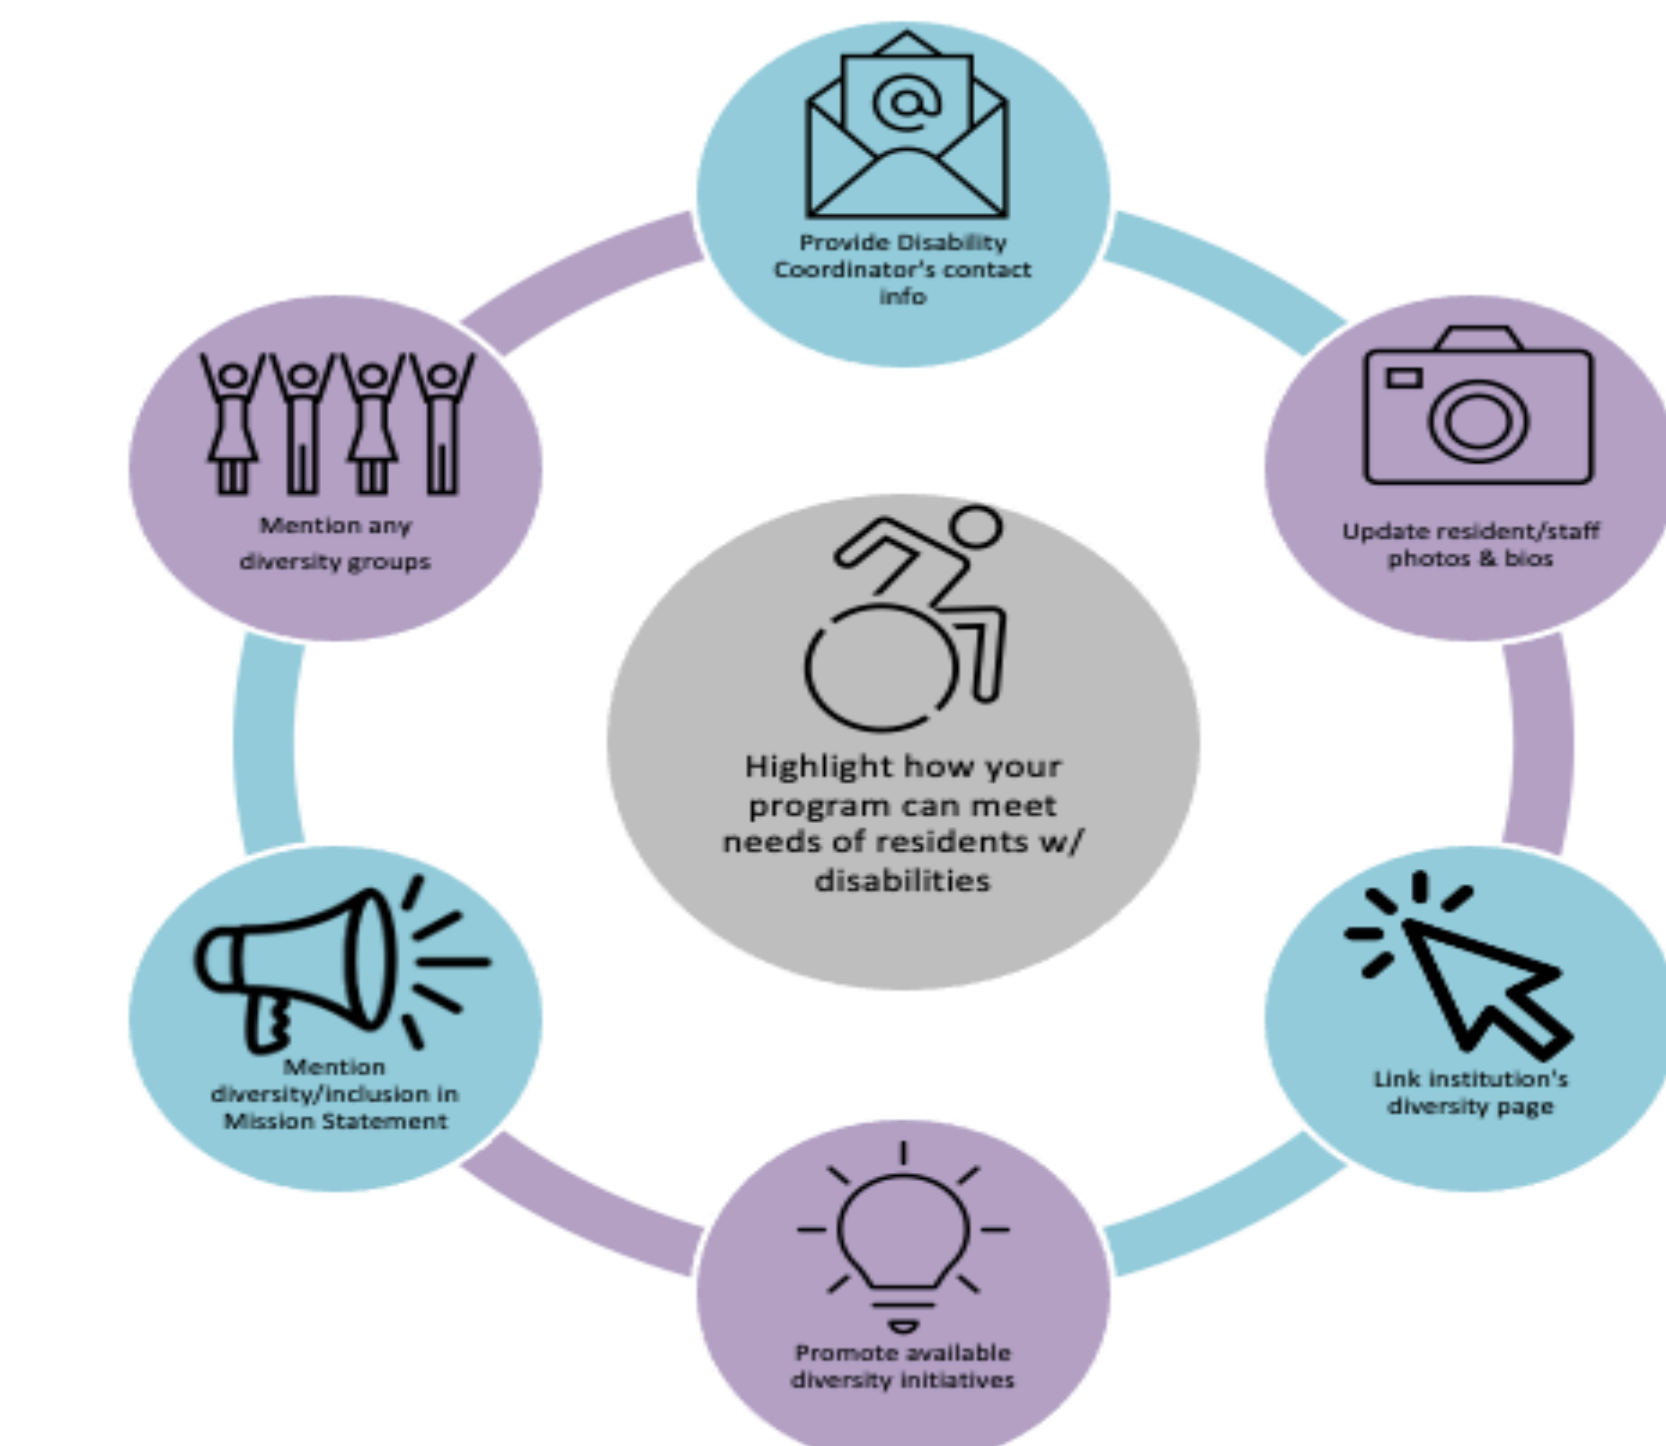 @
Provide Disability
Coordinator's contact
info
Update resident/staff
photos & bios
Link institution's
diversity page
Promote available
diversity initiatives
Mention
diversity/inclusion in
Mission Statement
Mention any
diversity groups
Highlight how your
program can meet
needs of residents w/
disabilities